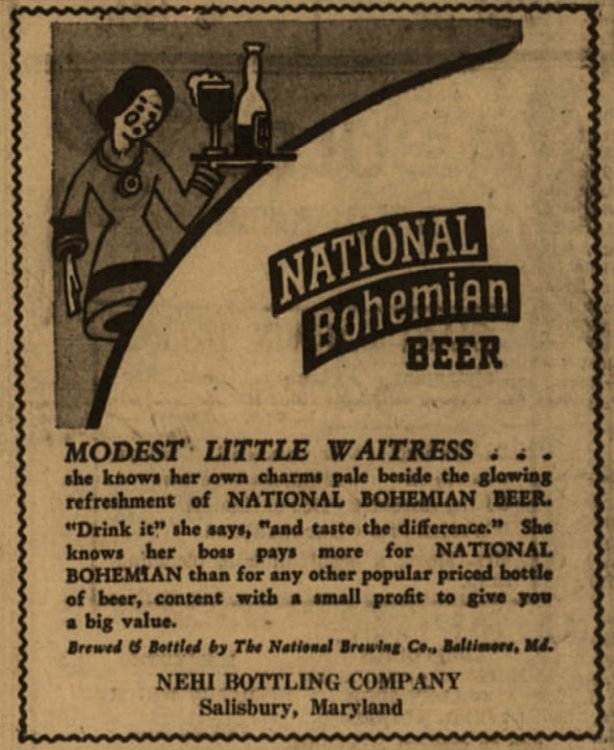 NATIONAL
Bohemian
BEER
MODEST LITTLE WAITRESS . . .
she knows her own charms pale beside the glowing
refreshment of NATIONAL BOHEMIAN BEER.
"Drink it" she says, "and taste the difference." She
knows her boss pays more for NATIONAL
BOHEMIAN than for any other popular priced bottle
of beer, content with a small profit to give you
a big value.
Brewed & Bottled by The National Brewing Co., Baltimore, Md.
NEHI BOTTLING COMPANY
Salisbury, Maryland